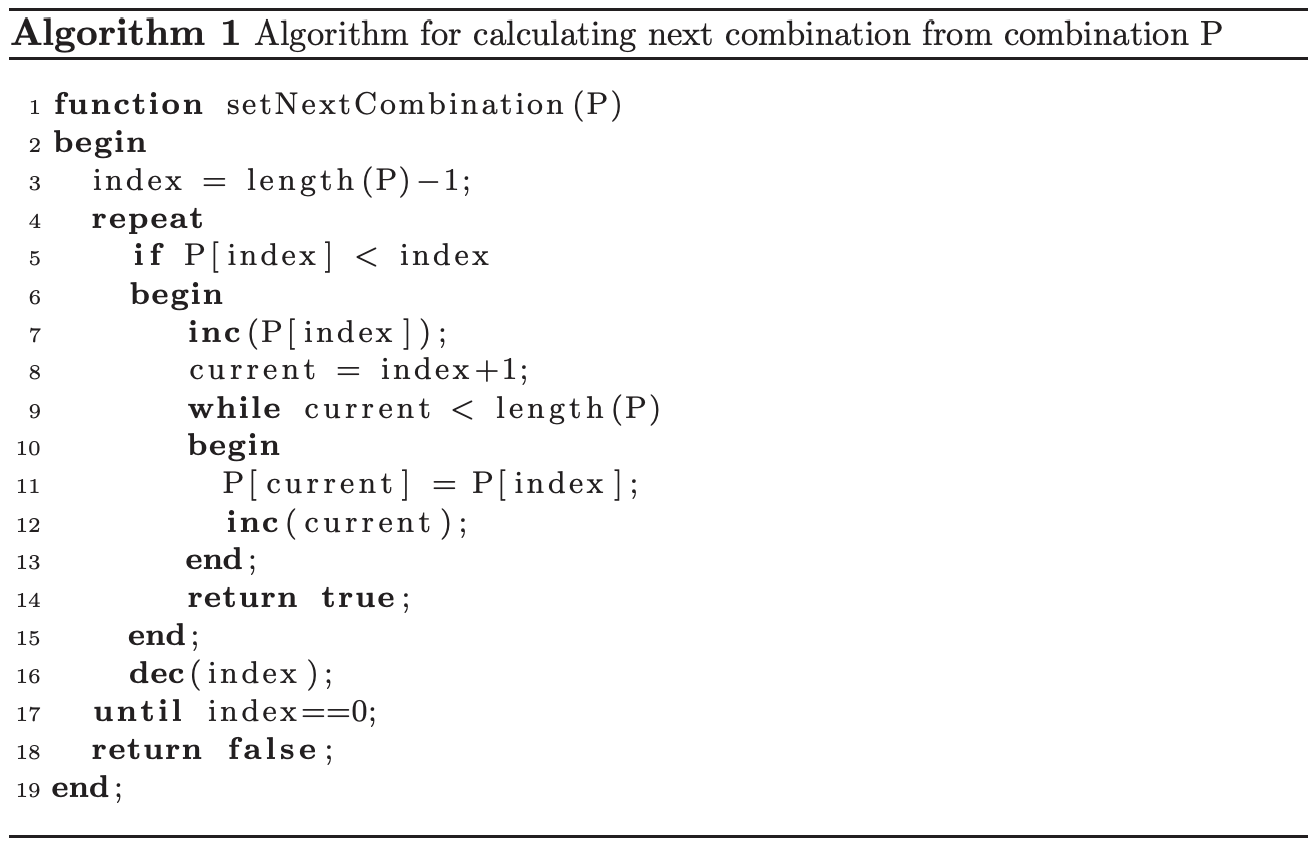 Algorithm 1 Algorithm for calculating next combination from combination P
1 function setNextCombination(P)
2 begin
3 index = length(P)−1;
4 repeat
5 if P[index] < index
6 begin
7 inc(P[index]);
8 current = index+1;
9 while current < length(P)
10 begin
11 P[current] = P[index];
12 inc(current);
13 end;
14 return true;
15 end;
16 dec(index);
17 until index==0;
18 return false;
19 end;